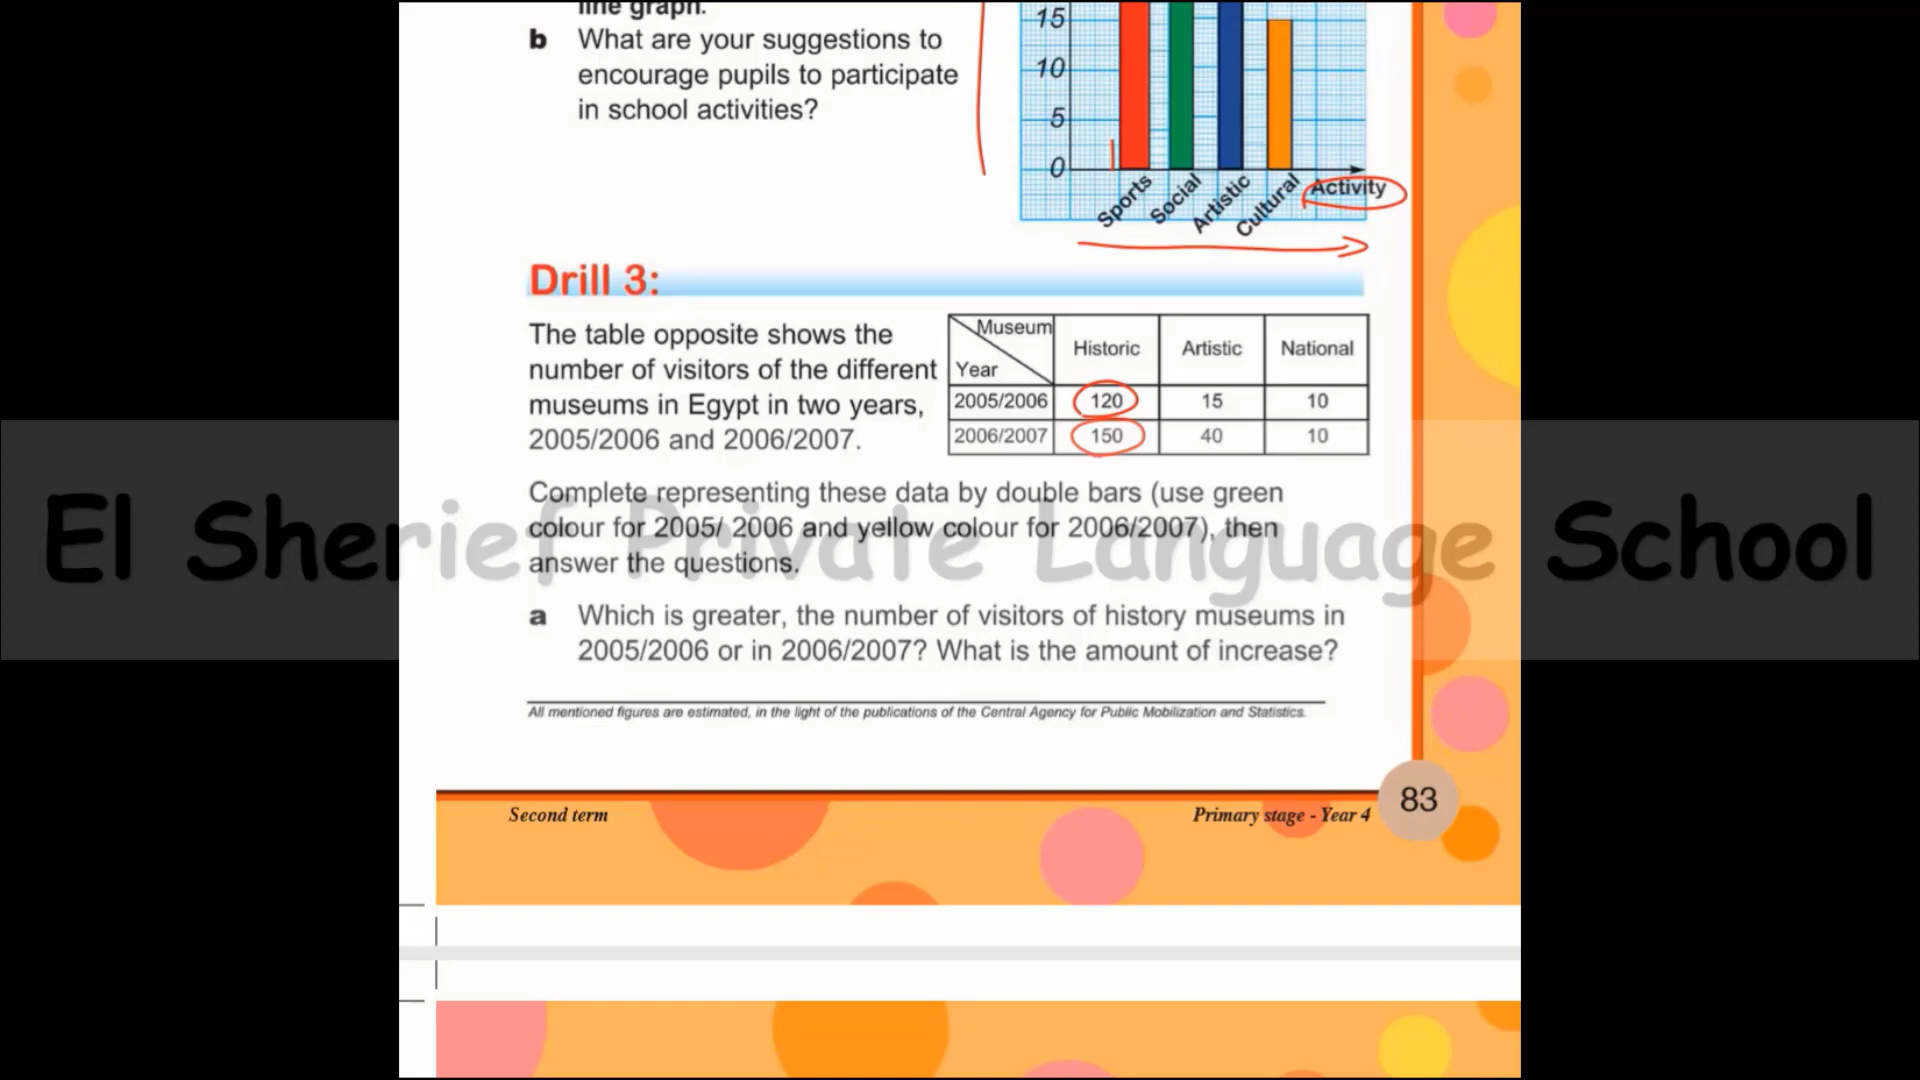 line graph.
b What are your suggestions to
encourage pupils to participate
in school activities?
15
10
5
0
Sports
Social
Artistic
Cultural
Activity
Drill 3:
The table opposite shows the
number of visitors of the different
museums in Egypt in two years,
2005/2006 and 2006/2007.
Museum
Year
Historic Artistic National
2005/2006 120 15 10
2006/2007 150 40 10
Complete representing these data by double bars (use green
colour for 2005/ 2006 and yellow colour for 2006/2007), then
answer the questions.
El Sherief Private Language School
a Which is greater, the number of visitors of history museums in
2005/2006 or in 2006/2007? What is the amount of increase?
All mentioned figures are estimated, in the light of the publications of the Central Agency for Public Mobilization and Statistics.
Second term
Primary stage - Year 4
83